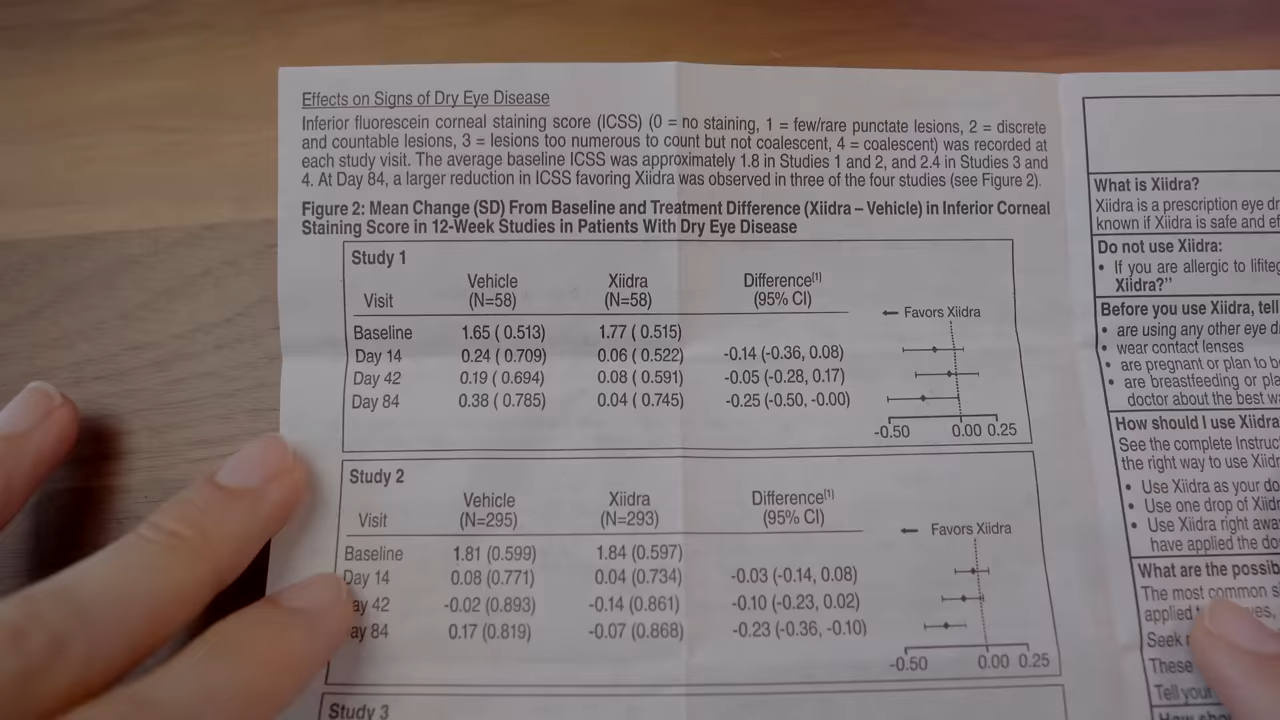 Effects on Signs of Dry Eye Disease
Inferior fluorescein corneal staining score (ICSS) (0 = no staining, 1 = few/rare punctate lesions, 2 = discrete
and countable lesions, 3 = lesions too numerous to count but not coalescent, 4 = coalescent) was recorded at
each study visit. The average baseline ICSS was approximately 1.8 in Studies 1 and 2, and 2.4 in Studies 3 and
4. At Day 84, a larger reduction in ICSS favoring Xiidra was observed in three of the four studies (see Figure 2).
Figure 2: Mean Change (SD) From Baseline and Treatment Difference (Xiidra – Vehicle) in Inferior Corneal
Staining Score in 12-Week Studies in Patients With Dry Eye Disease
Study 1
Vehicle Xiidra Difference[1]
Visit (N=58) (N=58) (95% CI)
← Favors Xiidra
Baseline 1.65 ( 0.513) 1.77 ( 0.515)
Day 14 0.24 ( 0.709) 0.06 ( 0.522) -0.14 (-0.36, 0.08)
Day 42 0.19 ( 0.694) 0.08 ( 0.591) -0.05 (-0.28, 0.17)
Day 84 0.38 ( 0.785) 0.04 ( 0.745) -0.25 (-0.50, -0.00)
-0.50 0.00 0.25
Study 2
Vehicle Xiidra Difference[1]
Visit (N=295) (N=293) (95% CI)
← Favors Xiidra
Baseline 1.81 (0.599) 1.84 (0.597)
Day 14 0.08 (0.771) 0.04 (0.734) -0.03 (-0.14, 0.08)
ay 42 -0.02 (0.893) -0.14 (0.861) -0.10 (-0.23, 0.02)
ay 84 0.17 (0.819) -0.07 (0.868) -0.23 (-0.36, -0.10)
-0.50 0.00 0.25
Study 3
What is Xiidra?
Xiidra is a prescription eye
known if Xiidra is safe and
Do not use Xiidra:
• If you are allergic to
Xiidra?”
Before you use Xiidra, tell
• are using any other eye
• wear contact lenses
• are pregnant or plan to
• are breastfeeding or
doctor about the best
How should I use Xiidra
See the complete
the right way to use
• Use Xiidra as your
• Use one drop of
• Use Xiidra right
have applied the
What are the
The most common
applied
Seek
These
Tell your